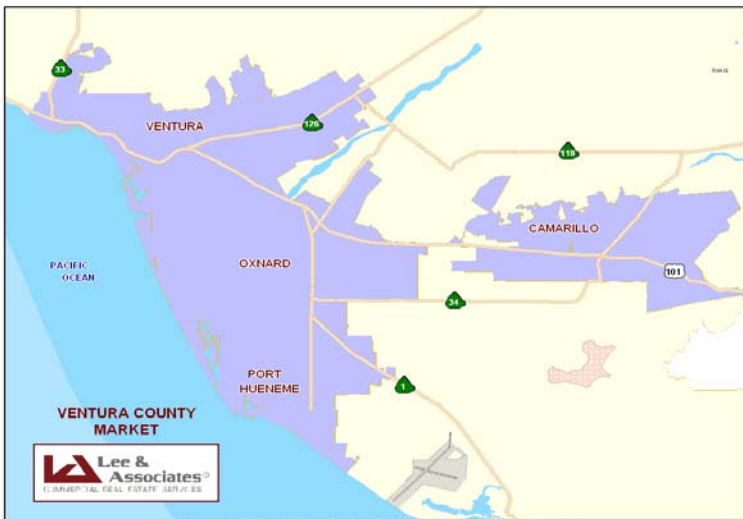 33
VENTURA
126
118
CAMARILLO
PACIFIC
OCEAN
OXNARD
101
34
PORT
HUENEME
1
VENTURA COUNTY
MARKET
Lee &
Associates
COMMERCIAL REAL ESTATE SERVICES